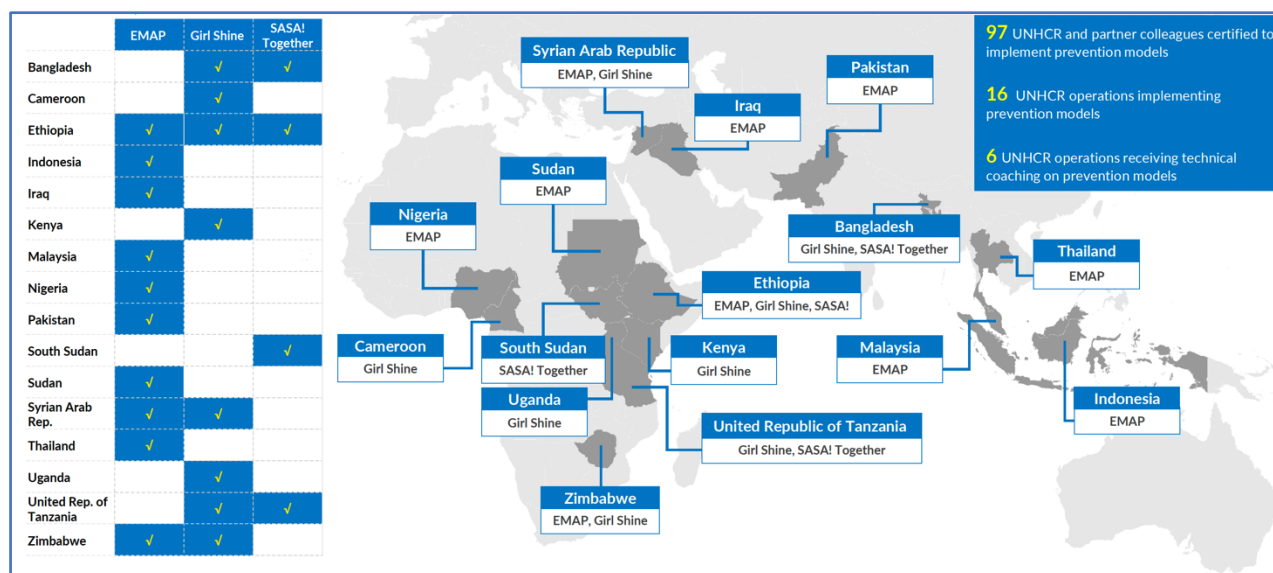 EMAP Girl Shine SASA! Together
Bangladesh √ √
Cameroon √
Ethiopia √ √ √
Indonesia √
Iraq √
Kenya √
Malaysia √
Nigeria √
Pakistan √
South Sudan √
Sudan √
Syrian Arab Rep. √ √
Thailand √
Uganda √
United Rep. of Tanzania √ √
Zimbabwe √ √
Syrian Arab Republic
EMAP, Girl Shine
Pakistan
EMAP
Iraq
EMAP
Sudan
EMAP
Nigeria
EMAP
Bangladesh
Girl Shine, SASA! Together
Thailand
EMAP
Ethiopia
EMAP, Girl Shine, SASA!
Cameroon
Girl Shine
South Sudan
SASA! Together
Kenya
Girl Shine
Malaysia
EMAP
Uganda
Girl Shine
Indonesia
EMAP
United Republic of Tanzania
Girl Shine, SASA! Together
Zimbabwe
EMAP, Girl Shine
97 UNHCR and partner colleagues certified to
implement prevention models
16 UNHCR operations implementing
prevention models
6 UNHCR operations receiving technical
coaching on prevention models